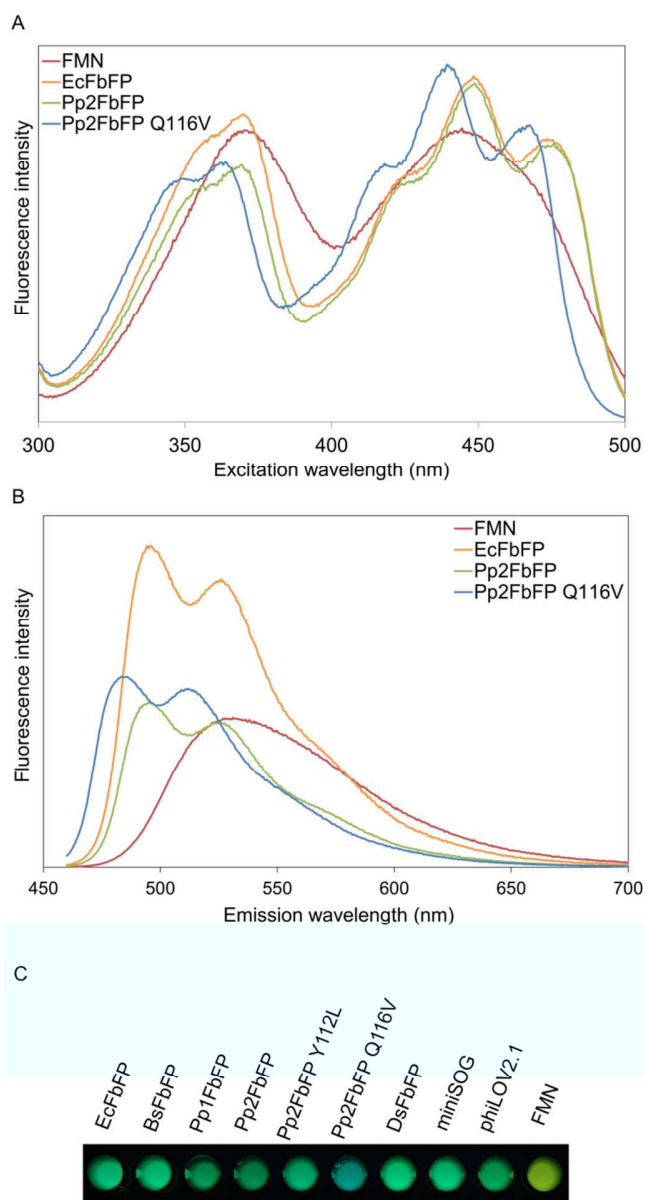 A
FMN
EcFbFP
Pp2FbFP
Pp2FbFP Q116V
Fluorescence intensity
300 350 400 450 500
Excitation wavelength (nm)
B
FMN
EcFbFP
Pp2FbFP
Pp2FbFP Q116V
Fluorescence intensity
450 500 550 600 650 700
Emission wavelength (nm)
C
EcFbFP
BsFbFP
Pp1FbFP
Pp2FbFP
Pp2FbFP Y112L
Pp2FbFP Q116V
DsFbFP
miniSOG
phiLOV2.1
FMN